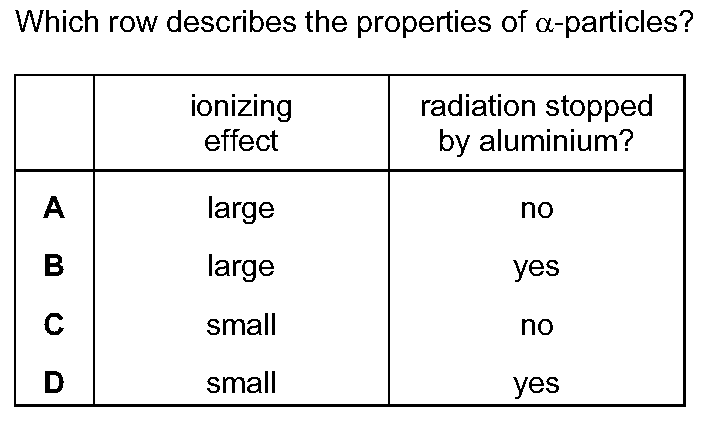 Which row describes the properties of α-particles?
ionizing effect radiation stopped by aluminium?
A large no
B large yes
C small no
D small yes